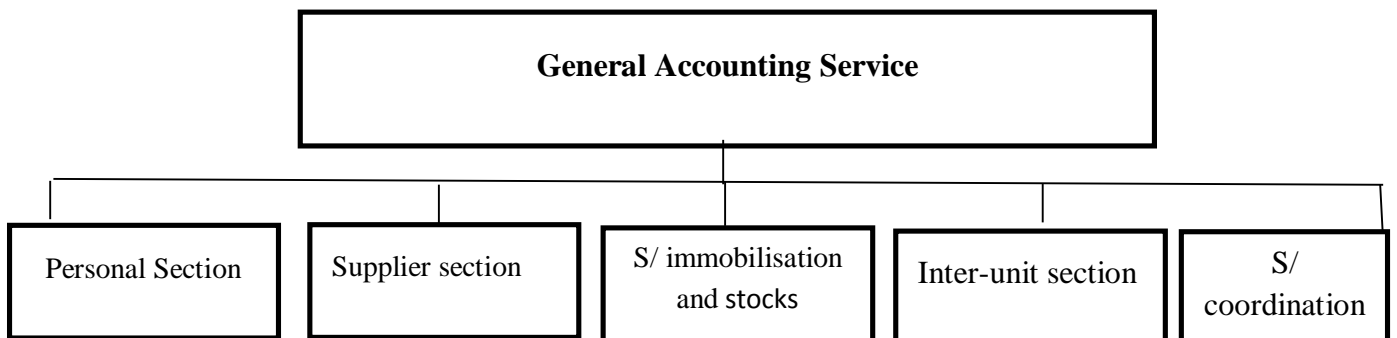 General Accounting Service
Personal Section
Supplier section
S/ immobilisation
and stocks
Inter-unit section
S/
coordination